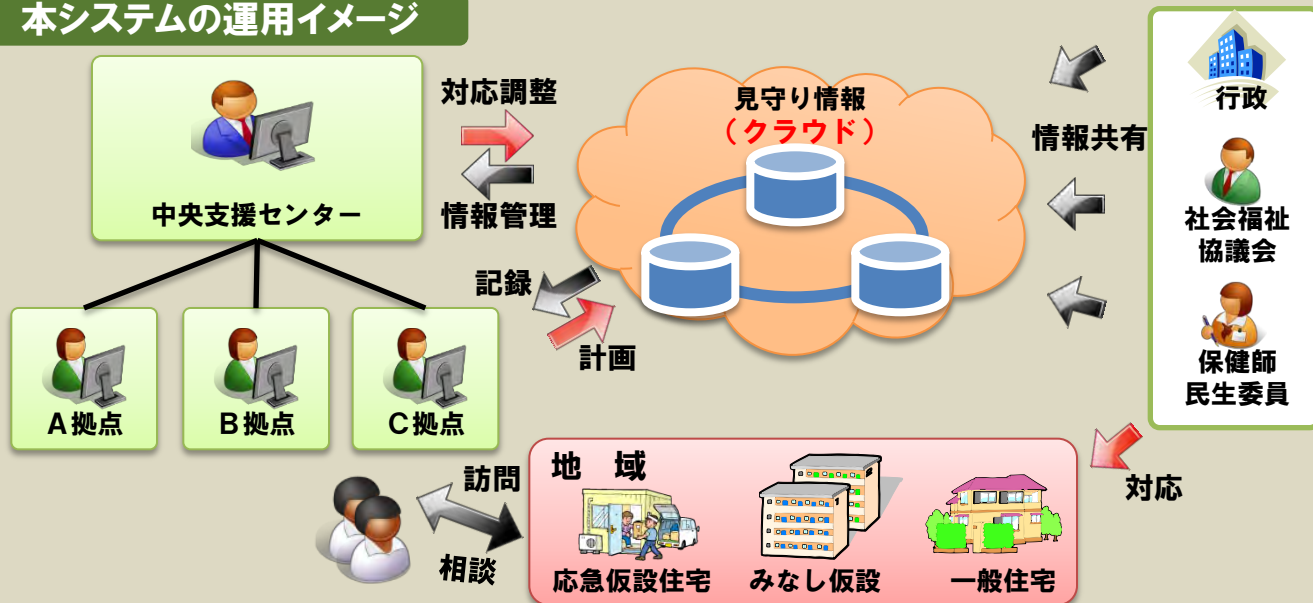 本システムの運用イメージ
中央支援センター
A拠点
B拠点
C拠点
対応調整
情報管理
記録
計画
見守り情報
(クラウド)
情報共有
行政
社会福祉
協議会
保健師
民生委員
対応
訪問
相談
地 域
応急仮設住宅
みなし仮設
一般住宅